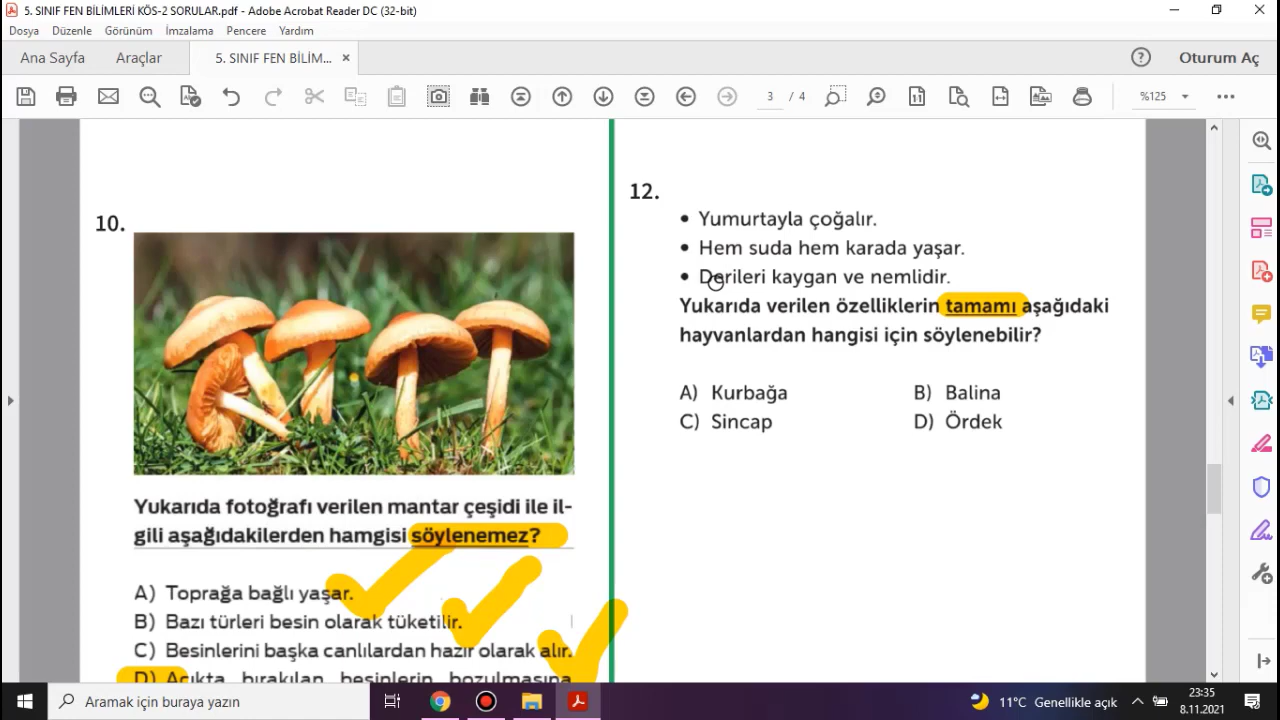 5. SINIF FEN BİLİMLERİ KÖS-2 SORULAR.pdf - Adobe Acrobat Reader DC (32-bit)
Dosya Düzenle Görünüm İmzalama Pencere Yardım
Ana Sayfa Araçlar 5. SINIF FEN BİLİM... × Oturum Aç
3 / 4 %125
10.
Yukarıda fotoğrafı verilen mantar çeşidi ile il-
gili aşağıdakilerden hamgisi söylenemez?
A) Toprağa bağlı yaşar.
B) Bazı türleri besin olarak tüketilir.
C) Besinlerini başka canlılardan hazır olarak alır.
D) Açıkta bırakılan besinlerin bozulmasına
12.
• Yumurtayla çoğalır.
• Hem suda hem karada yaşar.
• Derileri kaygan ve nemlidir.
Yukarıda verilen özelliklerin tamamı aşağıdaki
hayvanlardan hangisi için söylenebilir?
A) Kurbağa B) Balina
C) Sincap D) Ördek
Aramak için buraya yazın
11°C Genellikle açık
23:35
8.11.2021